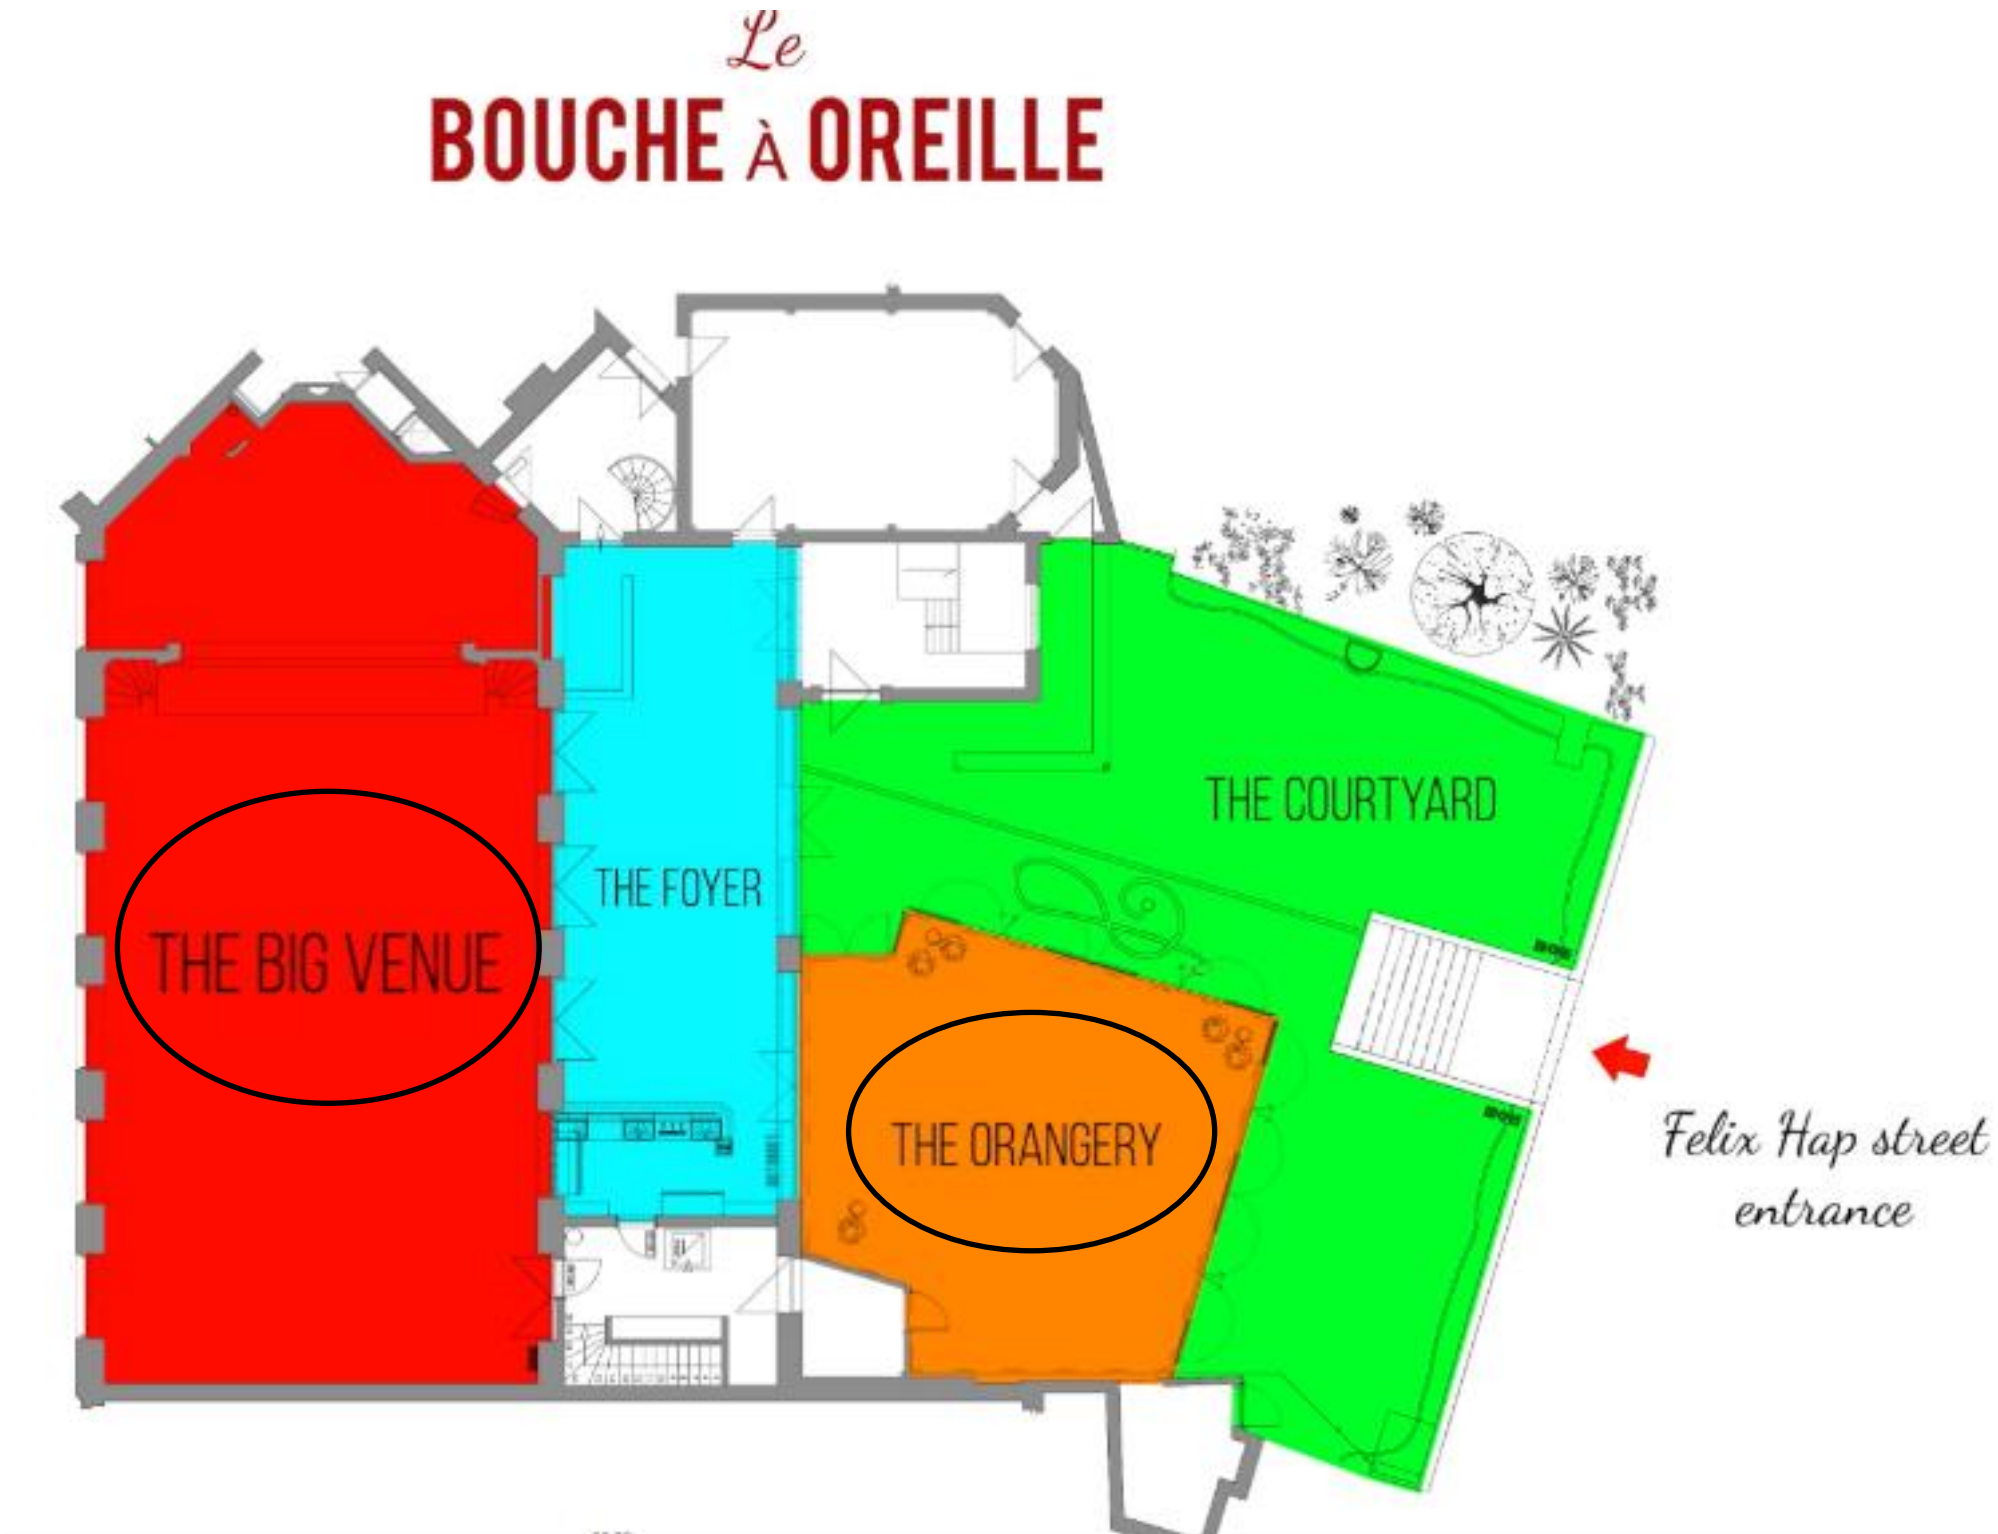 Le
BOUCHE À OREILLE
THE COURTYARD
THE FOYER
THE BIG VENUE
THE ORANGERY
Felix Hap street
entrance